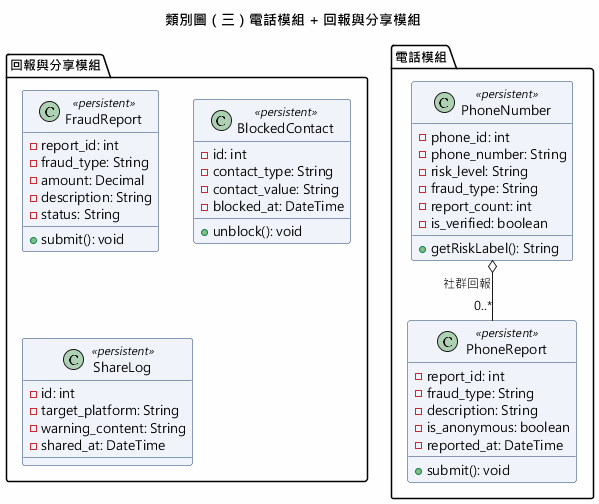 類別圖（三）電話模組 + 回報與分享模組
回報與分享模組
C «persistent»
FraudReport
report_id: int
fraud_type: String
amount: Decimal
description: String
status: String
submit(): void
C «persistent»
BlockedContact
id: int
contact_type: String
contact_value: String
blocked_at: DateTime
unblock(): void
C «persistent»
ShareLog
id: int
target_platform: String
warning_content: String
shared_at: DateTime
電話模組
C «persistent»
PhoneNumber
phone_id: int
phone_number: String
risk_level: String
fraud_type: String
report_count: int
is_verified: boolean
getRiskLabel(): String
社群回報
0..*
C «persistent»
PhoneReport
report_id: int
fraud_type: String
description: String
is_anonymous: boolean
reported_at: DateTime
submit(): void